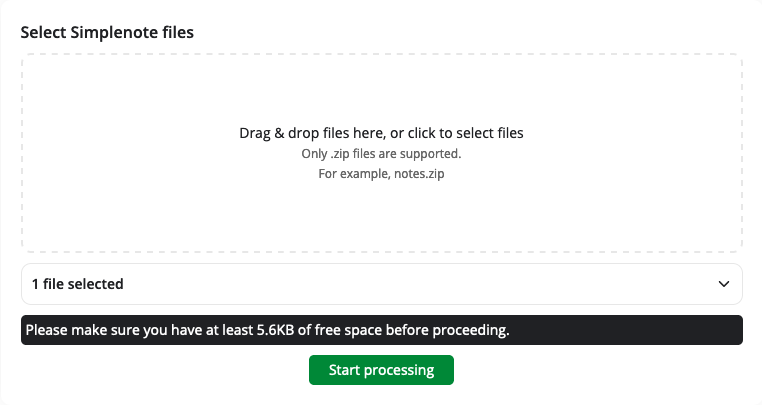 Select Simplenote files
Drag & drop files here, or click to select files
Only .zip files are supported.
For example, notes.zip
1 file selected
Please make sure you have at least 5.6KB of free space before proceeding.
Start processing